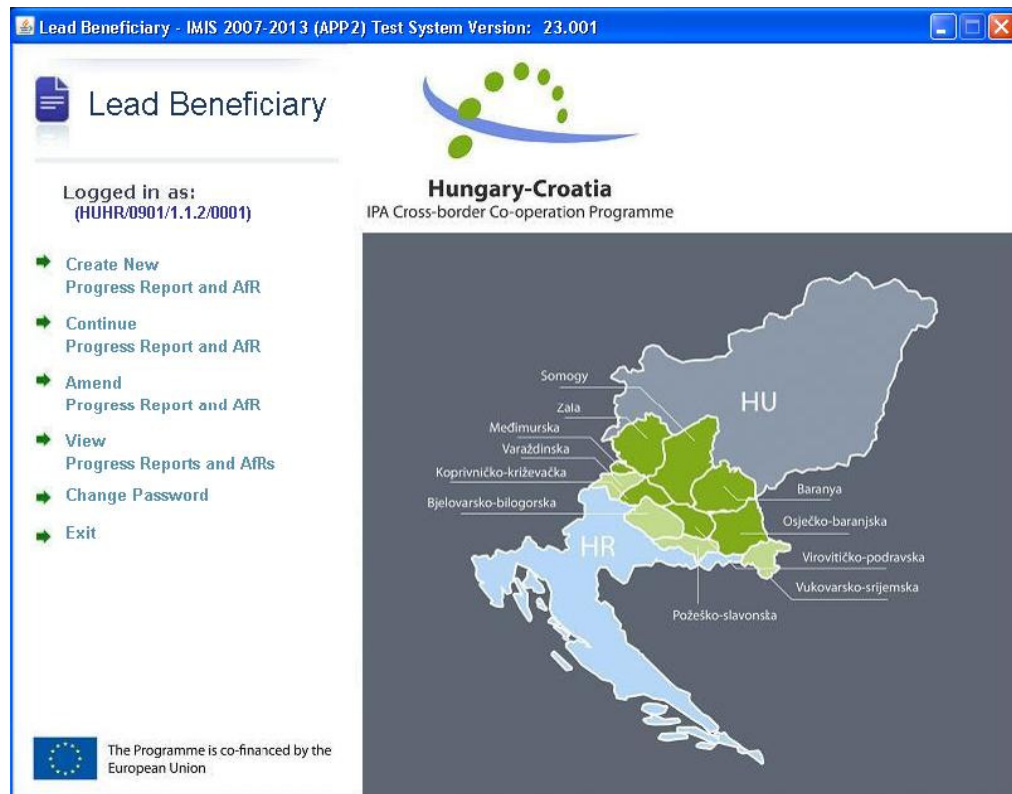 Lead Beneficiary - IMIS 2007-2013 (APP2) Test System Version: 23.001
Lead Beneficiary
Logged in as:
(HUHR/0901/1.1.2/0001)
Create New
Progress Report and AfR
Continue
Progress Report and AfR
Amend
Progress Report and AfR
View
Progress Reports and AfRs
Change Password
Exit
The Programme is co-financed by the
European Union
Hungary-Croatia
IPA Cross-border Co-operation Programme
HU
Somogy
Zala
Međimurska
Varaždinska
Koprivničko-križevačka
Bjelovarsko-bilogorska
Baranya
Osječko-baranjska
HR
Virovitičko-podravska
Vukovarsko-srijemska
Požeško-slavonska